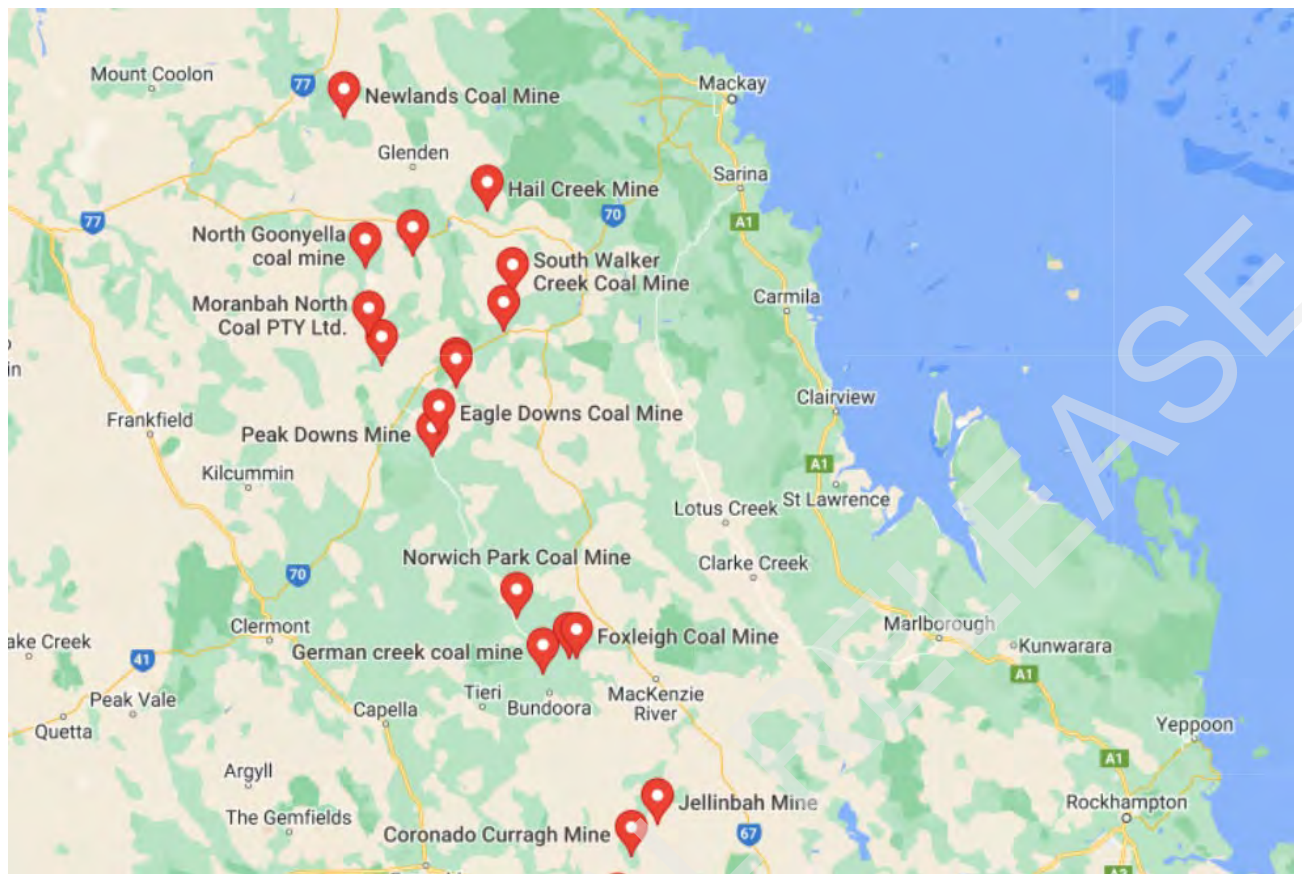 Mackay
Mount Coolon
77
Newlands Coal Mine
Glenden
Sarina
Hail Creek Mine
77
70
A1
North Goonyella
coal mine
South Walker
Creek Coal Mine
Carmila
Moranbah North
Coal PTY Ltd.
in
Clairview
Eagle Downs Coal Mine
Frankfield
Peak Downs Mine
A1
Kilcummin
St Lawrence
Lotus Creek
Norwich Park Coal Mine
Clarke Creek
70
Clermont
Marlborough
Foxleigh Coal Mine
ake Creek
German creek coal mine
Kunwarara
41
A1
Tieri
MacKenzie
River
Peak Vale
Bundoora
Capella
Quetta
Yeppoon
A1
Argyll
Jellinbah Mine
Rockhampton
The Gemfields
Coronado Curragh Mine
67
RELEASE